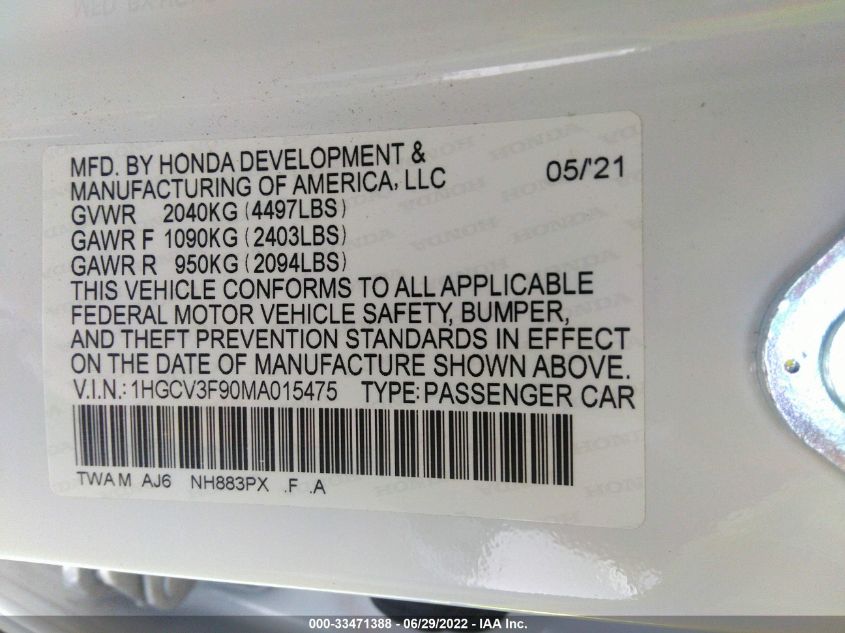 MFD. BY HONDA DEVELOPMENT &
MANUFACTURING OF AMERICA, LLC 05/'21
GVWR 2040KG (4497LBS)
GAWR F 1090KG (2403LBS)
GAWR R 950KG (2094LBS)
THIS VEHICLE CONFORMS TO ALL APPLICABLE
FEDERAL MOTOR VEHICLE SAFETY, BUMPER,
AND THEFT PREVENTION STANDARDS IN EFFECT
ON THE DATE OF MANUFACTURE SHOWN ABOVE.
V.I.N.: 1HGCV3F90MA015475 TYPE: PASSENGER CAR
TWA M AJ6 NH883PX .F .A
000-33471388 - 06/29/2022 - IAA Inc.